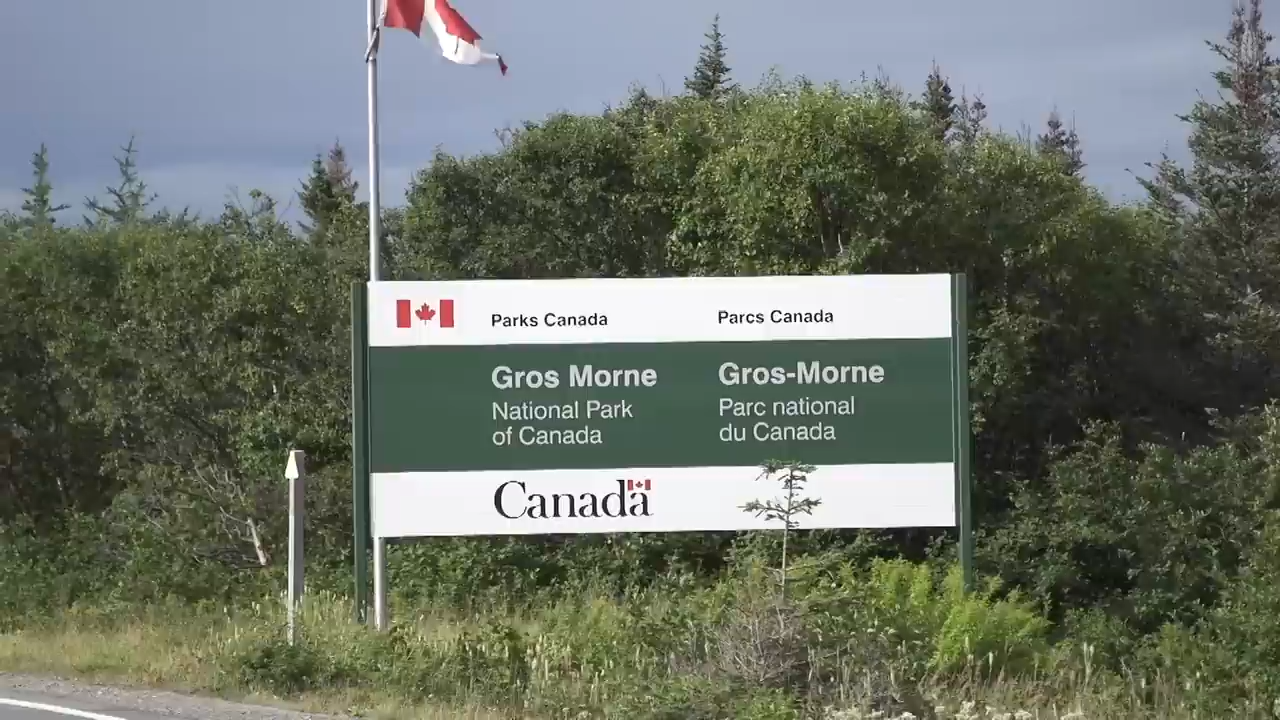 Parks Canada
Parcs Canada
Gros Morne
National Park
of Canada
Gros-Morne
Parc national
du Canada
Canada